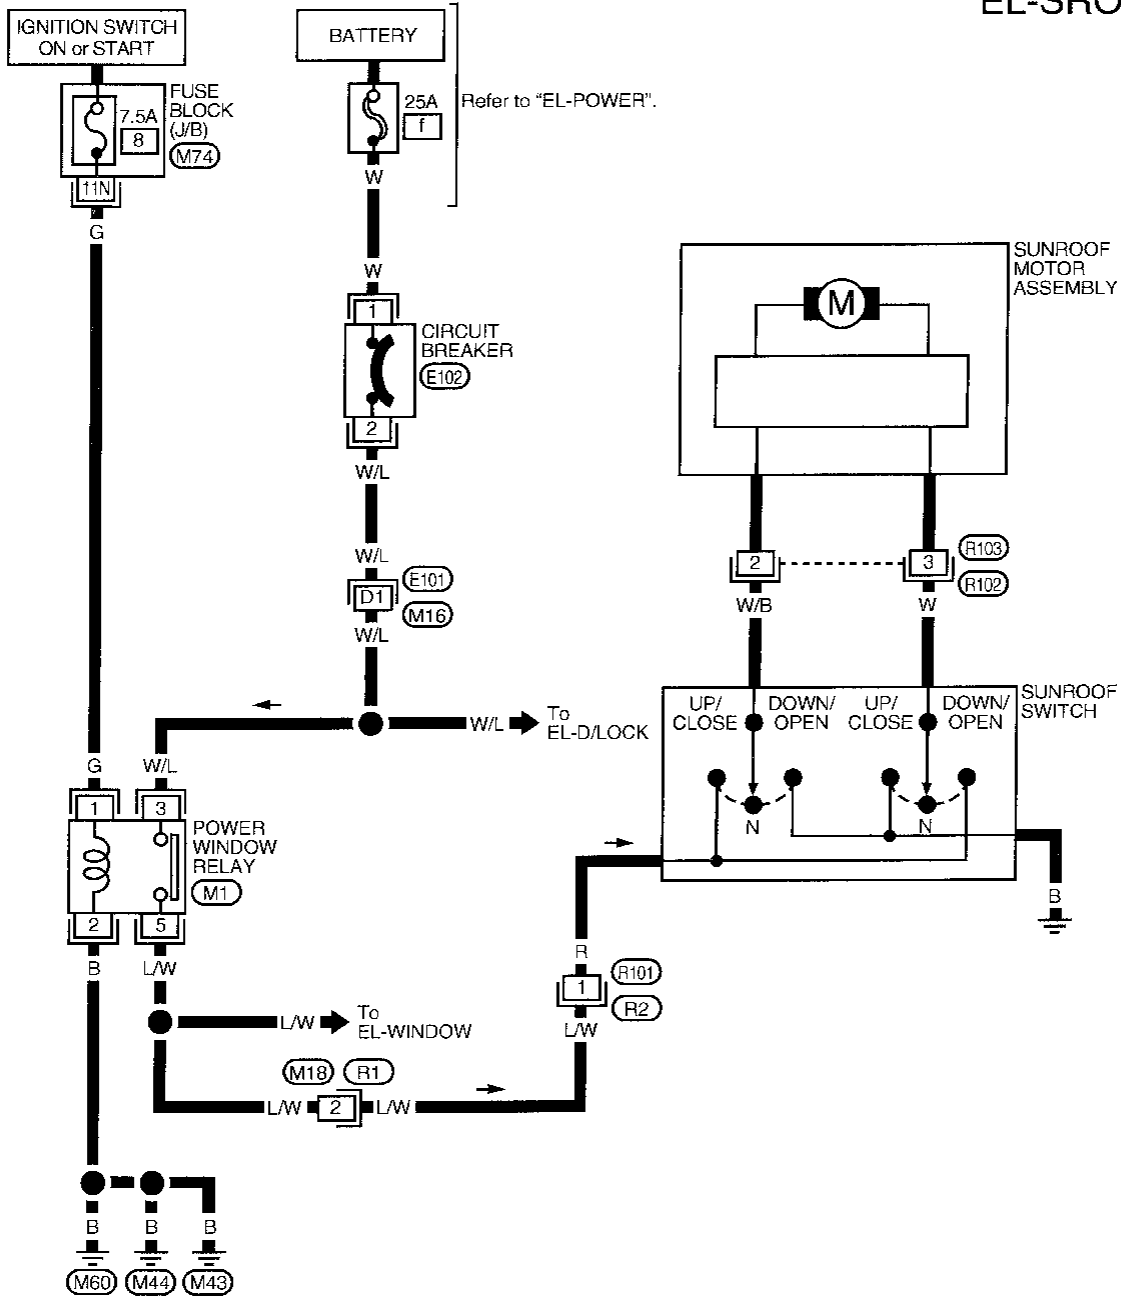 EL-SRO
IGNITION SWITCH
ON or START
BATTERY
FUSE
BLOCK
(J/B)
M74
7.5A
8
11N
G
25A
f
Refer to "EL-POWER".
W
W
1
CIRCUIT
BREAKER
E102
2
W/L
W/L
E101
D1
M16
W/L
W/L
To
EL-D/LOCK
SUNROOF
MOTOR
ASSEMBLY
M
2
3
R103
R102
W/B
W
SUNROOF
SWITCH
UP/
CLOSE
DOWN/
OPEN
UP/
CLOSE
DOWN/
OPEN
N
N
B
G
W/L
1
3
POWER
WINDOW
RELAY
M1
2
5
B
L/W
L/W
To
EL-WINDOW
R
1
R101
R2
L/W
M18
R1
L/W
2
L/W
B
B
B
M60
M44
M43